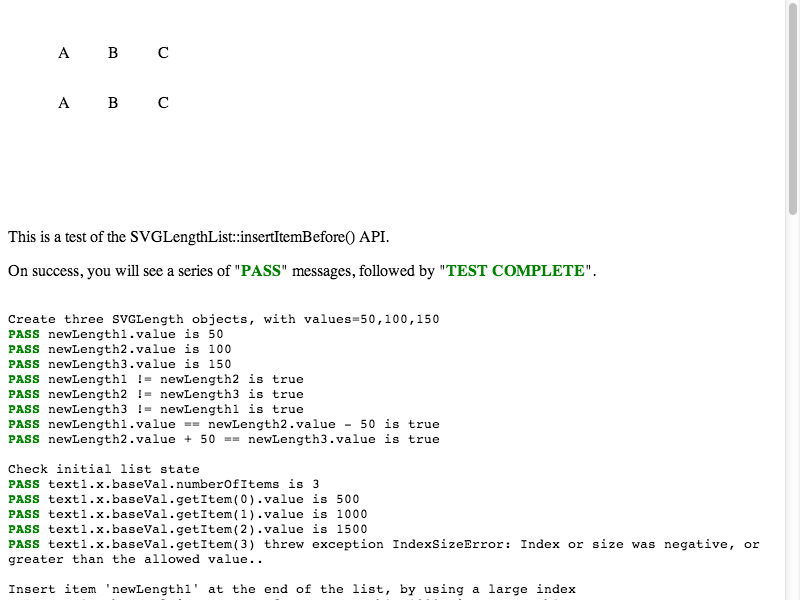 A B C
A B C
This is a test of the SVGLengthList::insertItemBefore() API.
On success, you will see a series of "PASS" messages, followed by "TEST COMPLETE".
Create three SVGLength objects, with values=50,100,150
PASS newLength1.value is 50
PASS newLength2.value is 100
PASS newLength3.value is 150
PASS newLength1 != newLength2 is true
PASS newLength2 != newLength3 is true
PASS newLength3 != newLength1 is true
PASS newLength1.value == newLength2.value - 50 is true
PASS newLength2.value + 50 == newLength3.value is true
Check initial list state
PASS text1.x.baseVal.numberOfItems is 3
PASS text1.x.baseVal.getItem(0).value is 500
PASS text1.x.baseVal.getItem(1).value is 1000
PASS text1.x.baseVal.getItem(2).value is 1500
PASS text1.x.baseVal.getItem(3) threw exception IndexSizeError: Index or size was negative, or
greater than the allowed value..
Insert item 'newLength1' at the end of the list, by using a large index